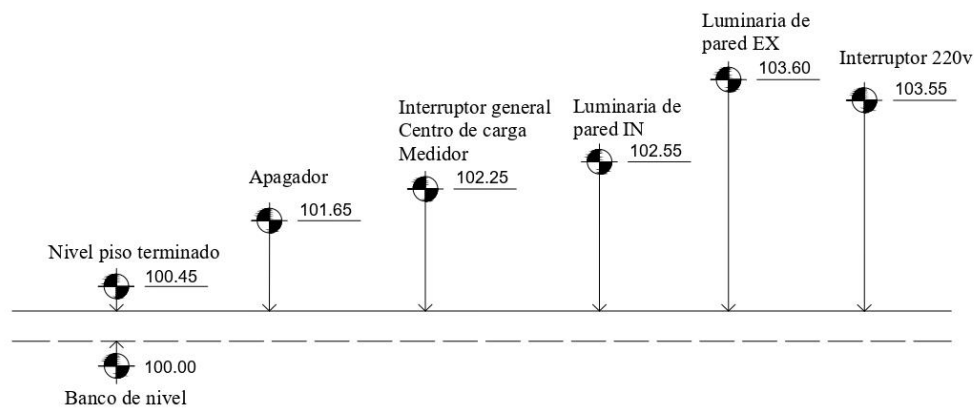 Luminaria de
pared EX
103.60
Interruptor 220v
103.55
Interruptor general
Centro de carga
Medidor
102.25
Luminaria de
pared IN
102.55
Apagador
101.65
Nivel piso terminado
100.45
100.00
Banco de nivel